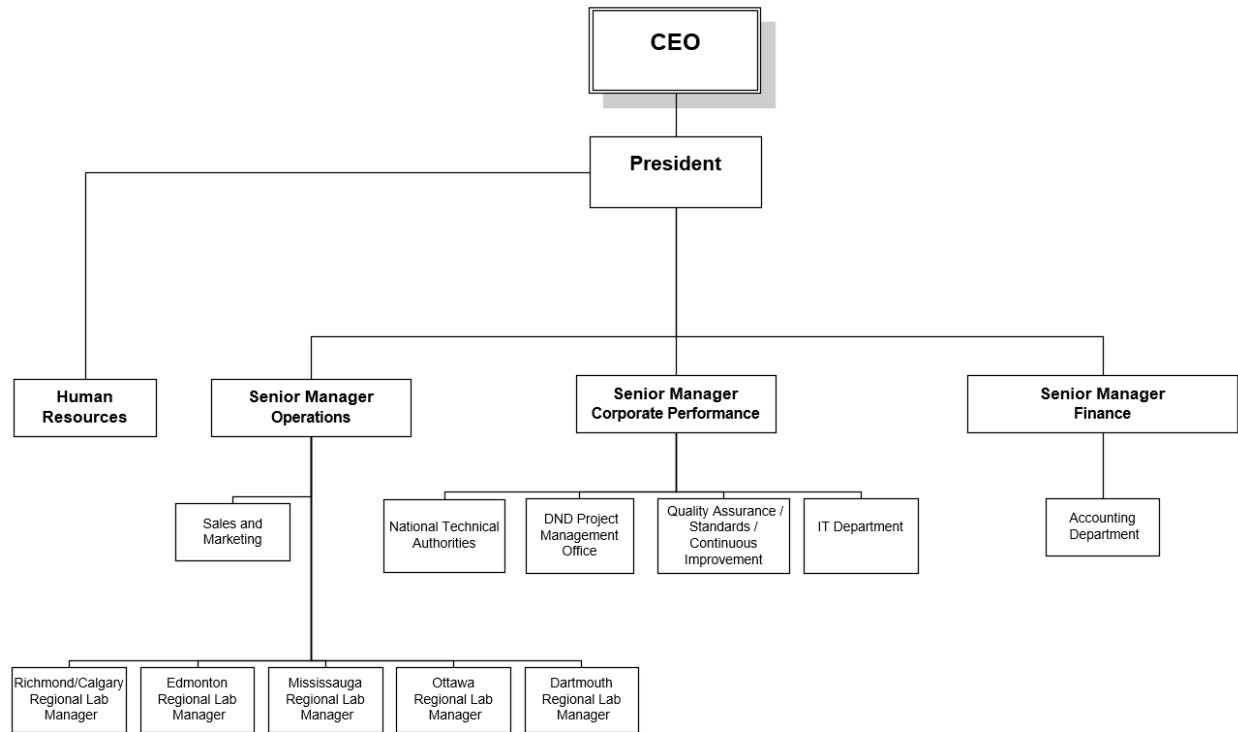 CEO
President
Human
Resources
Senior Manager
Operations
Senior Manager
Corporate Performance
Senior Manager
Finance
Sales and
Marketing
National Technical
Authorities
DND Project
Management
Office
Quality Assurance /
Standards /
Continuous
Improvement
IT Department
Accounting
Department
Richmond/Calgary
Regional Lab
Manager
Edmonton
Regional Lab
Manager
Mississauga
Regional Lab
Manager
Ottawa
Regional Lab
Manager
Dartmouth
Regional Lab
Manager